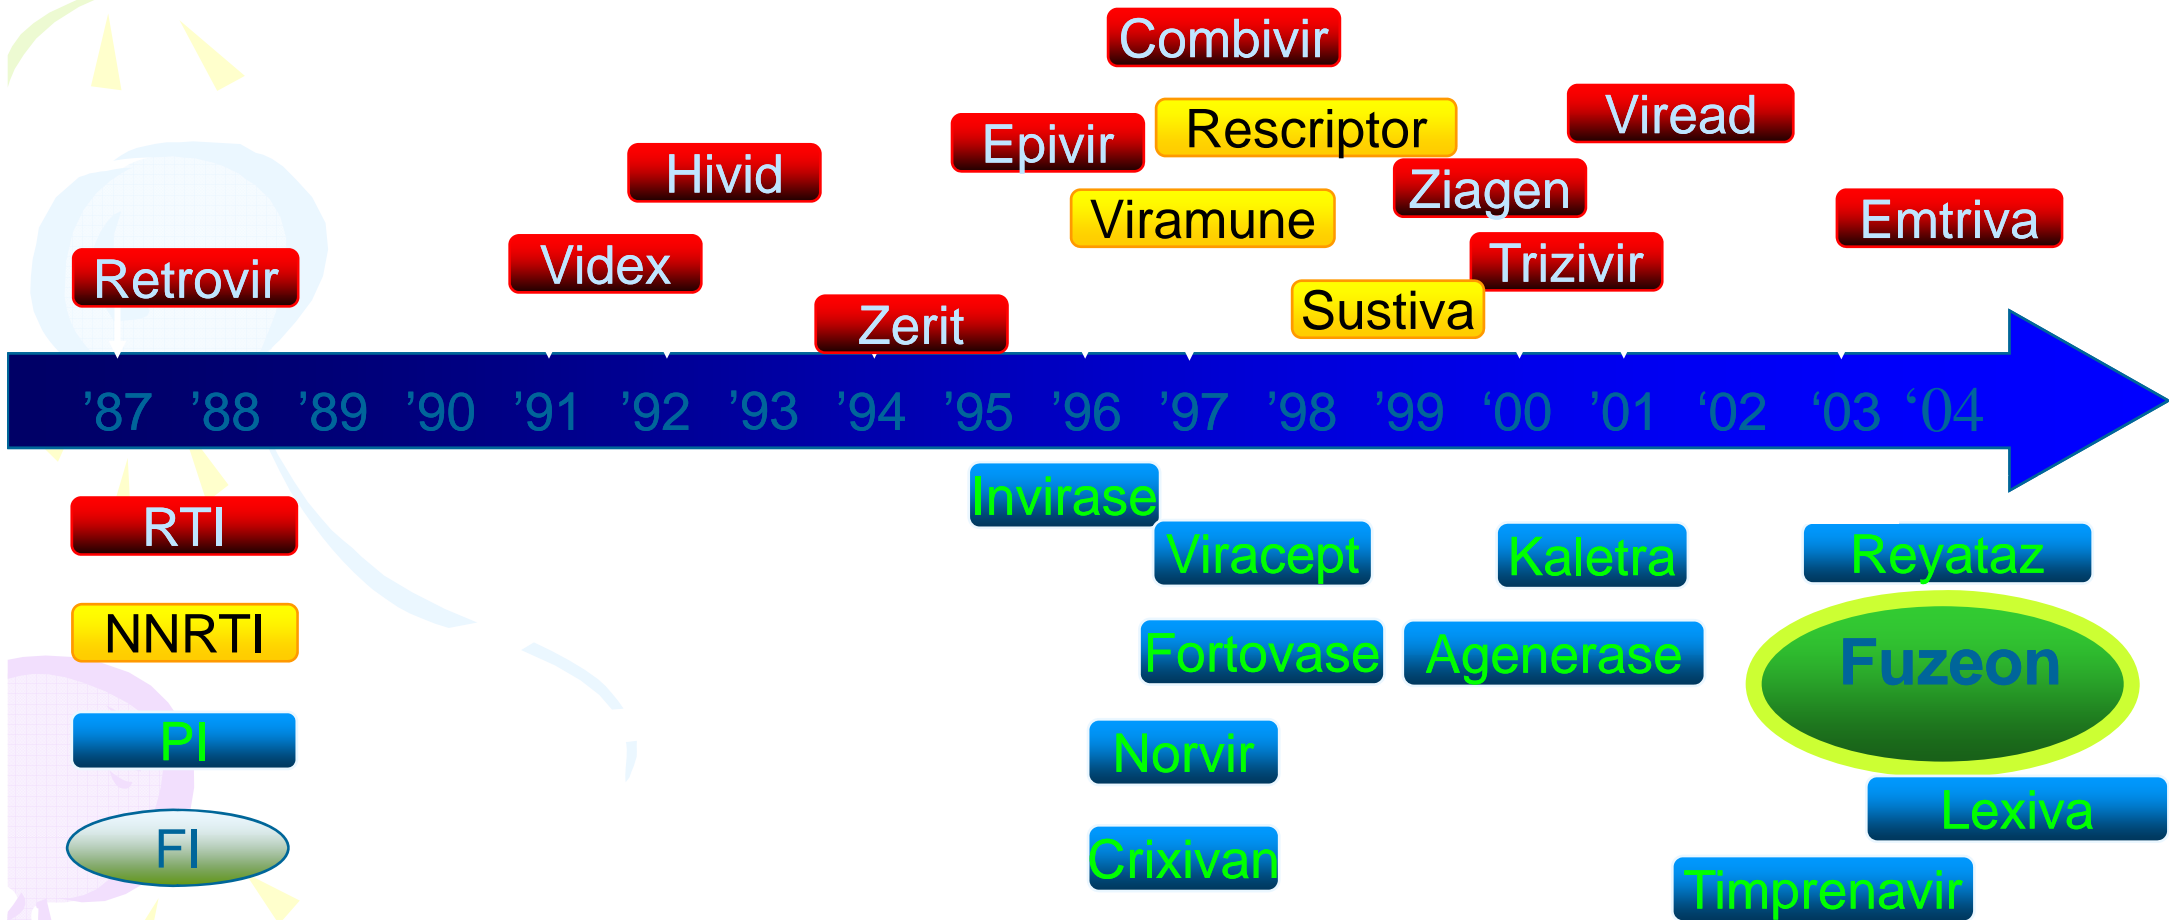 Combivir
Rescriptor
Viread
Epivir
Hivid
Ziagen
Viramune
Emtriva
Retrovir
Videx
Trizivir
Sustiva
Zerit
’87 ’88 ’89 ’90 ’91 ’92 ’93 ’94 ’95 ’96 ’97 ’98 ’99 ‘00 ’01 ‘02 ‘03 ‘04
Invirase
RTI
Viracept
Kaletra
Reyataz
NNRTI
Fortovase
Agenerase
Fuzeon
PI
Norvir
Lexiva
FI
Crixivan
Timprenavir